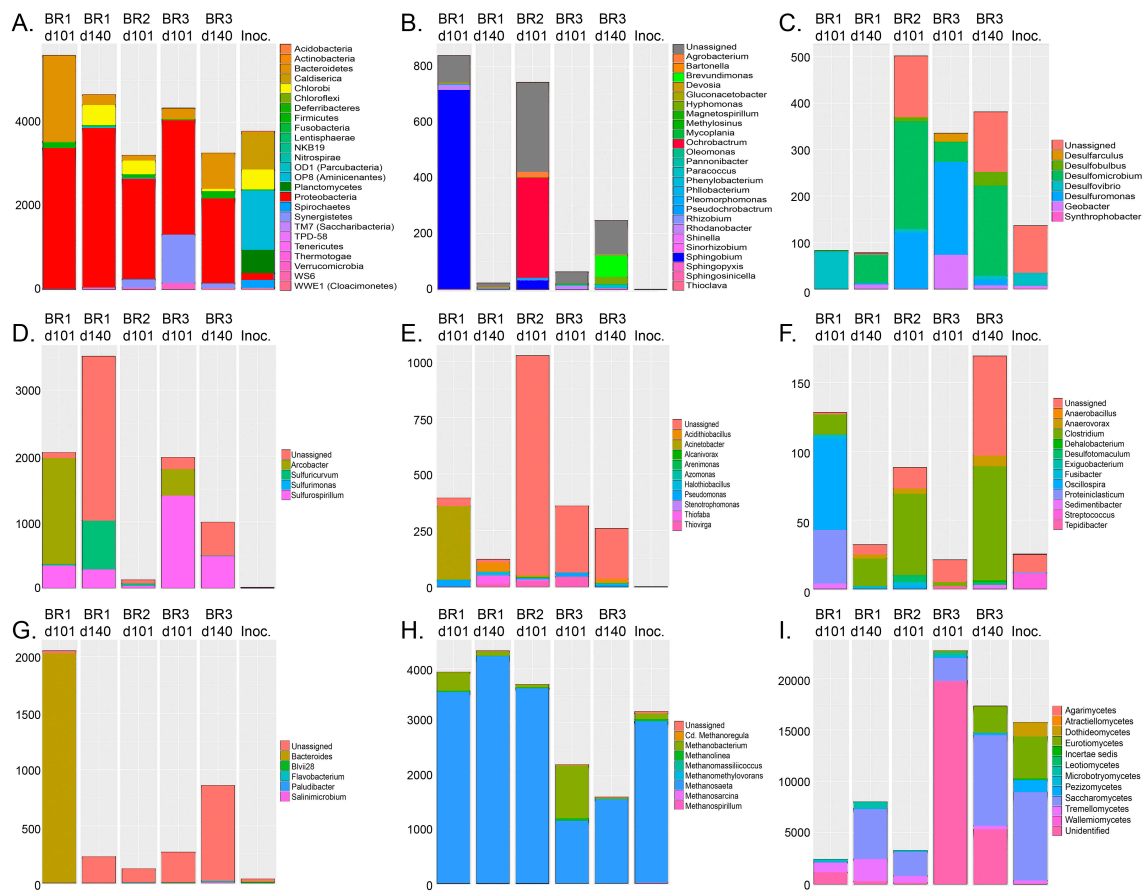 A.
BR1 BR1 BR2 BR3 BR3
d101 d140 d101 d101 d140 Inoc.
4000
2000
0
Acidobacteria
Actinobacteria
Bacteroidetes
Caldiserica
Chlorobi
Chloroflexi
Deferribacteres
Firmicutes
Fusobacteria
Lentisphaerae
NKB19
Nitrospirae
OD1 (Parcubacteria)
OP8 (Aminicenantes)
Planctomycetes
Proteobacteria
Spirochaetes
Synergistetes
TM7 (Saccharibacteria)
TPD-58
Tenericutes
Thermotogae
Verrucomicrobia
WS6
WWE1 (Cloacimonetes)
B.
BR1 BR1 BR2 BR3 BR3
d101 d140 d101 d101 d140 Inoc.
800
600
400
200
0
Unassigned
Agrobacterium
Bartonella
Brevundimonas
Devosia
Gluconacetobacter
Hyphomonas
Magnetospirillum
Methylosinus
Mycoplania
Ochrobactrum
Oleomonas
Pannonibacter
Paracoccus
Phenylobacterium
Philobacterium
Pleomorphomonas
Pseudochrobactrum
Rhizobium
Rhodanobacter
Shinella
Sinorhizobium
Sphingobium
Sphingopyxis
Sphingosinicella
Thioclava
C.
BR1 BR1 BR2 BR3 BR3
d101 d140 d101 d101 d140 Inoc.
500
400
300
200
100
0
Unassigned
Desulfarculus
Desulfobulbus
Desulfomicrobium
Desulfovibrio
Desulfuromonas
Geobacter
Synthrophobacter
D.
BR1 BR1 BR2 BR3 BR3
d101 d140 d101 d101 d140 Inoc.
3000
2000
1000
0
Unassigned
Arcobacter
Sulfuricurvum
Sulfurimonas
Sulfurospirillum
E.
BR1 BR1 BR2 BR3 BR3
d101 d140 d101 d101 d140 Inoc.
1000
750
500
250
0
Unassigned
Acidithiobacillus
Acinetobacter
Alcanivorax
Arenimonas
Azomonas
Halothiobacillus
Pseudomonas
Stenotrophomonas
Thiofaba
Thiovirga
F.
BR1 BR1 BR2 BR3 BR3
d101 d140 d101 d101 d140 Inoc.
150
100
50
0
Unassigned
Anaerobacillus
Anaerovorax
Clostridium
Dehalobacterium
Desulfotomaculum
Exiguobacterium
Fusibacter
Oscillospira
Proteiniclasticum
Sedimentibacter
Streptococcus
Tepidibacter
G.
BR1 BR1 BR2 BR3 BR3
d101 d140 d101 d101 d140 Inoc.
2000
1500
1000
500
0
Unassigned
Bacteroides
Blvii28
Flavobacterium
Paludibacter
Salinimicrobium
H.
BR1 BR1 BR2 BR3 BR3
d101 d140 d101 d101 d140 Inoc.
4000
3000
2000
1000
0
Unassigned
Cd. Methanoregula
Methanobacterium
Methanolinea
Methanomassiliicoccus
Methanomethylovorans
Methanosaeta
Methanosarcina
Methanospirillum
I.
BR1 BR1 BR2 BR3 BR3
d101 d140 d101 d101 d140 Inoc.
20000
15000
10000
5000
0
Agarimycetes
Atractiellomycetes
Dothideomycetes
Eurotiomycetes
Incertae sedis
Leotiomycetes
Microbotryomycetes
Pezizomycetes
Saccharomycetes
Tremellomycetes
Wallemiomycetes
Unidentified